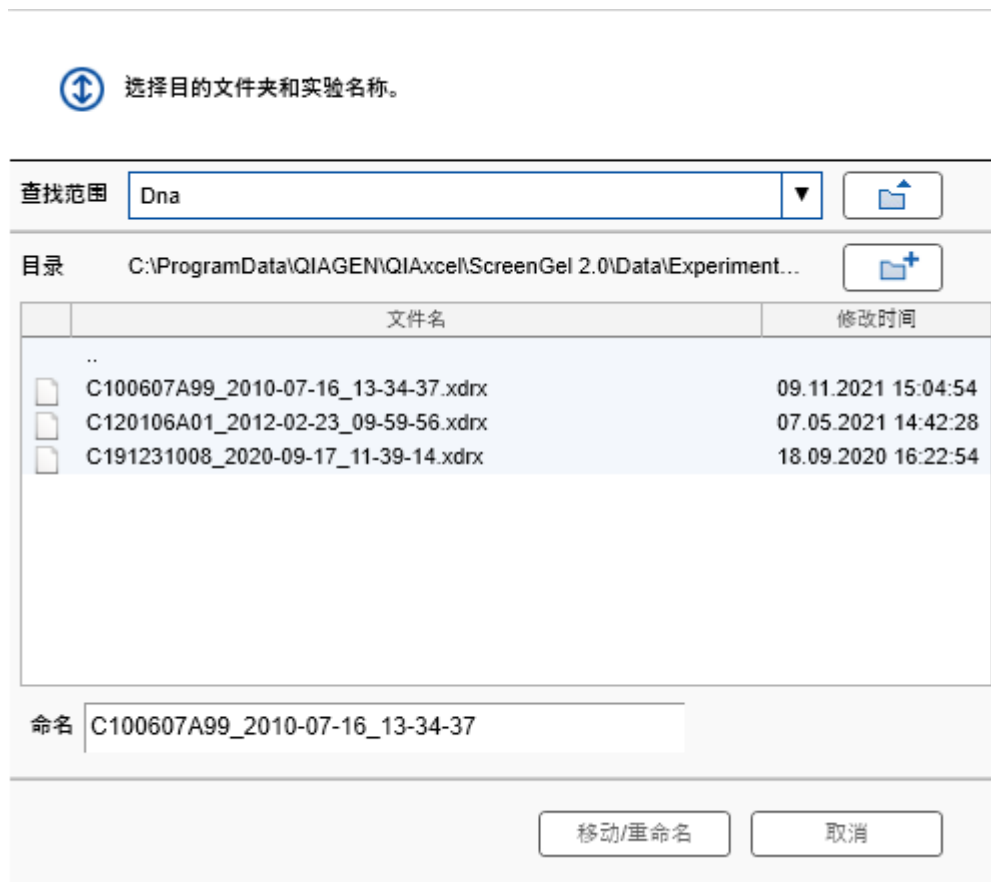 选择目的文件夹和实验名称。
查找范围 Dna
目录 C:\ProgramData\QIAGEN\QIAxcel\ScreenGel 2.0\Data\Experiment...
文件名 修改时间
..
C100607A99_2010-07-16_13-34-37.xdrx 09.11.2021 15:04:54
C120106A01_2012-02-23_09-59-56.xdrx 07.05.2021 14:42:28
C191231008_2020-09-17_11-39-14.xdrx 18.09.2020 16:22:54
命名 C100607A99_2010-07-16_13-34-37
移动/重命名 取消